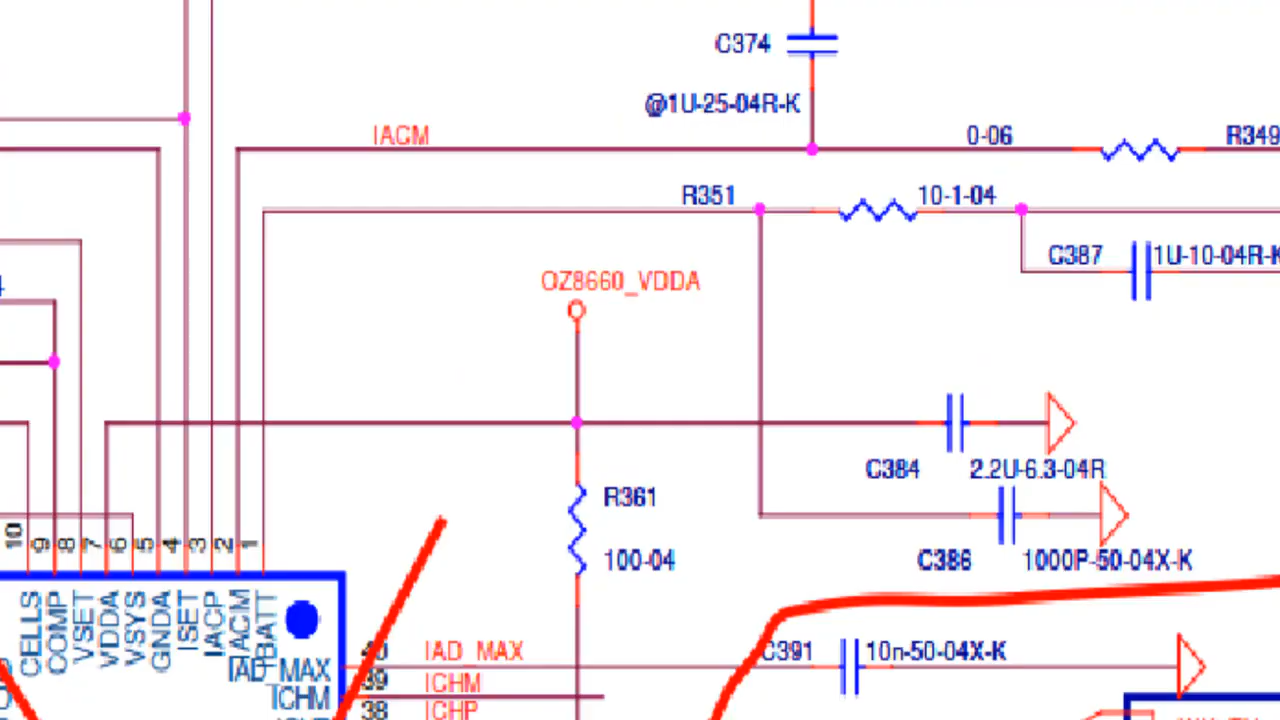 C374
@1U-25-04R-K
IACM
0-06
R349
R351
10-1-04
C387
1U-10-04R-K
OZ8660_VDDA
C384
2.2U-6.3-04R
R361
100-04
C386
1000P-50-04X-K
10
9
8
7
6
5
4
3
2
1
CELLS
COMP
VSET
VDDA
VSYS
GNDA
ISET
IACP
IACM
IBATT
IAD_MAX
ICHM
40
IAD_MAX
39
ICHM
38
ICHP
C391
10n-50-04X-K